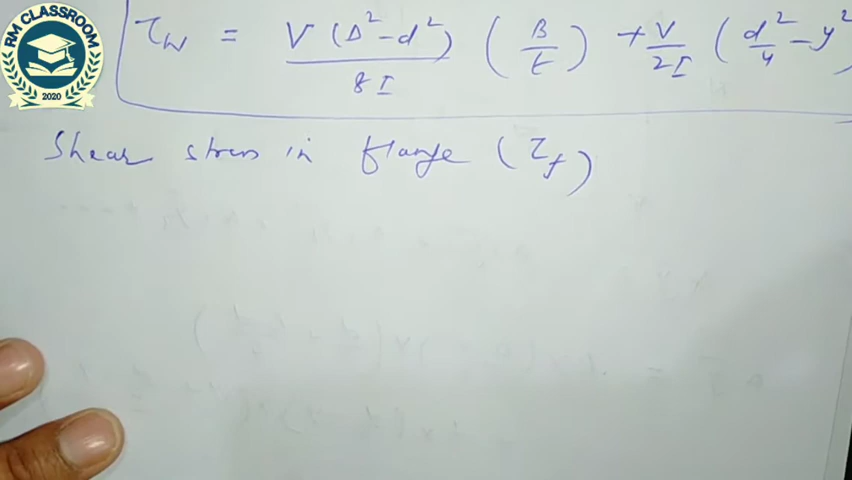 RM CLASSROOM
2020
τw = V (D² - d²) / 8I (B/t) + V/2I (d²/4 - y²)
Shear stress in flange (τf)